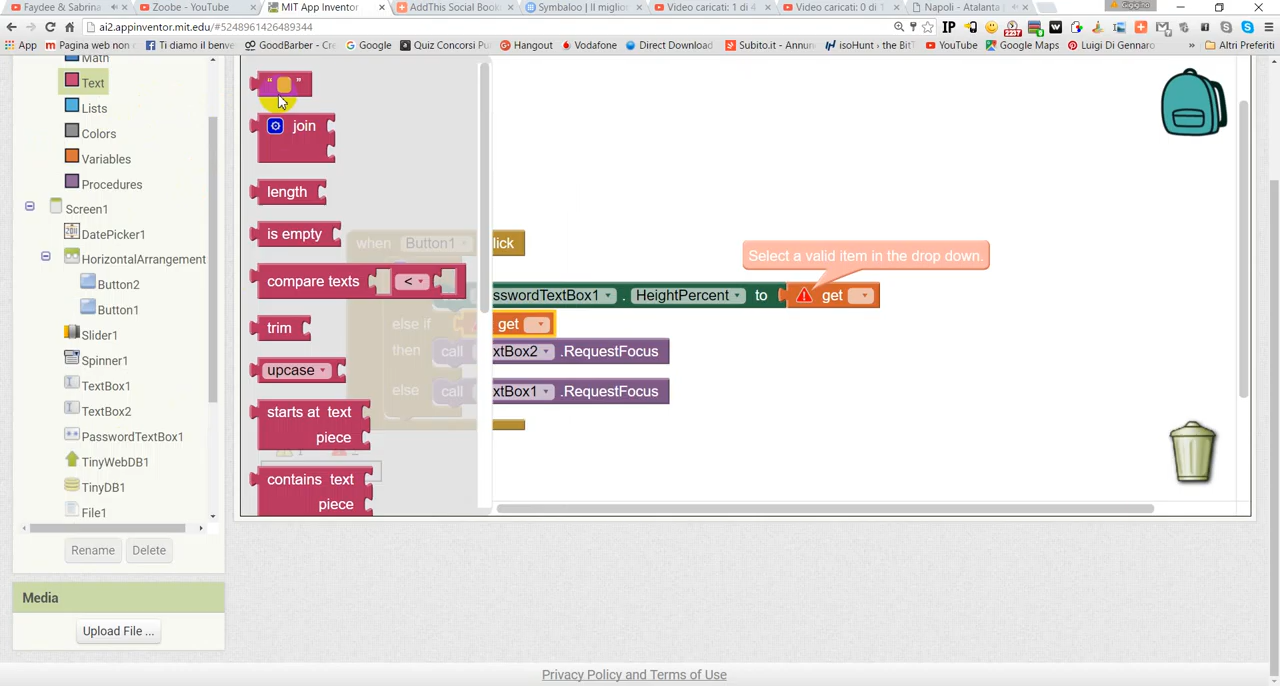 Faydee & Shaho
Zoobe - YouTube
MIT App Inventor
AddThis Social Book
Symbaloo | Il miglior
Video caricati: 1 di 4
Video caricati: 0 di 1
Napoli - Atalanta
Gigigino
ai2.appinventor.mit.edu/#5248961426489344
App
Pagina web non
Ti diamo il benve
GoodBarber - Cre
Google
Quiz Concorsi Pul
Hangout
Vodafone
Direct Download
Subito.it - Annun
isoHunt › the BitT
YouTube
Google Maps
Luigi Di Gennaro
»
Altri Preferiti
Math
Text
Lists
Colors
Variables
Procedures
Screen1
DatePicker1
HorizontalArrangement
Button2
Button1
Slider1
Spinner1
TextBox1
TextBox2
PasswordTextBox1
TinyWebDB1
TinyDB1
File1
Rename
Delete
Media
Upload File ...
“ ”
join
length
is empty
compare texts <
trim
upcase
starts at text
piece
contains text
piece
when Button1 lick
Select a valid item in the drop down.
sswordTextBox1 . HeightPercent to get
else if get
then call xtBox2 .RequestFocus
else call xtBox1 .RequestFocus
Privacy Policy and Terms of Use